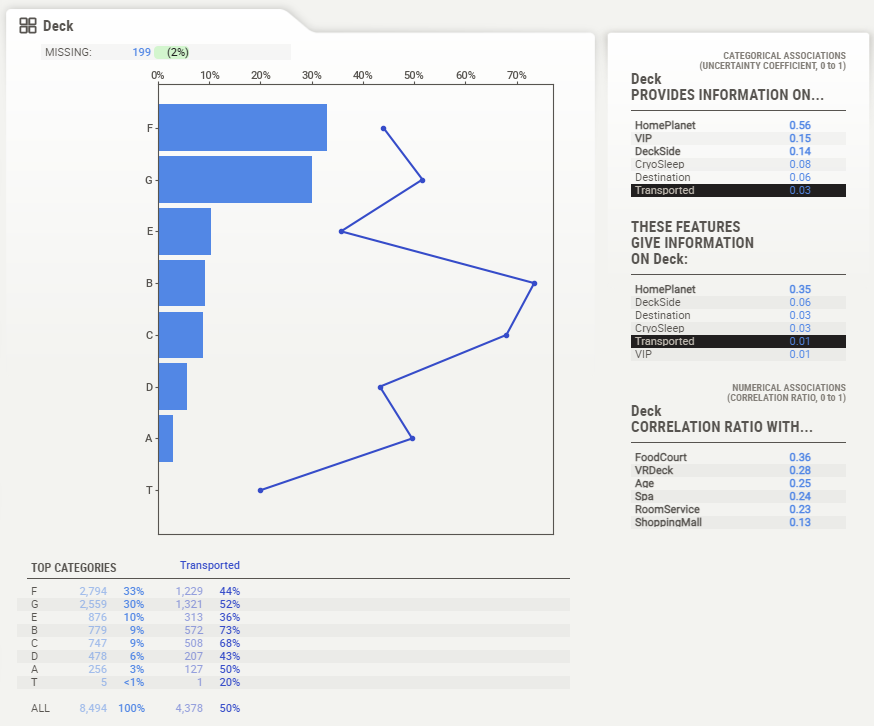 Deck
MISSING: 199 (2%)
0% 10% 20% 30% 40% 50% 60% 70%
F
G
E
B
C
D
A
T
TOP CATEGORIES Transported
F 2,794 33% 1,229 44%
G 2,559 30% 1,321 52%
E 876 10% 313 36%
B 779 9% 572 73%
C 747 9% 508 68%
D 478 6% 207 43%
A 256 3% 127 50%
T 5 <1% 1 20%
ALL 8,494 100% 4,378 50%
CATEGORICAL ASSOCIATIONS
(UNCERTAINTY COEFFICIENT, 0 to 1)
Deck
PROVIDES INFORMATION ON...
HomePlanet 0.56
VIP 0.15
DeckSide 0.14
CryoSleep 0.08
Destination 0.06
Transported 0.03
THESE FEATURES
GIVE INFORMATION
ON Deck:
HomePlanet 0.35
DeckSide 0.06
Destination 0.03
CryoSleep 0.03
Transported 0.01
VIP 0.01
NUMERICAL ASSOCIATIONS
(CORRELATION RATIO, 0 to 1)
Deck
CORRELATION RATIO WITH...
FoodCourt 0.36
VRDeck 0.28
Age 0.25
Spa 0.24
RoomService 0.23
ShoppingMall 0.13